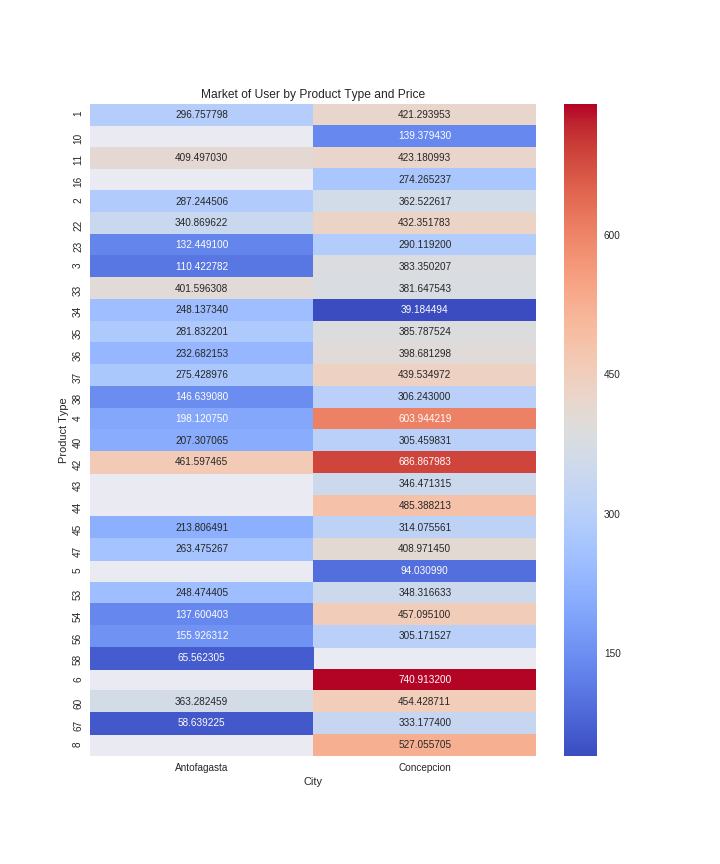 Market of User by Product Type and Price
1 296.757798 421.293953
10 139.379430
11 409.497030 423.180993
16 274.265237
2 287.244506 362.522617
22 340.869622 432.351783
23 132.449100 290.119200
3 110.422782 383.350207
33 401.596308 381.647543
34 248.137340 39.184494
35 281.832201 385.787524
36 232.682153 398.681298
37 275.428976 439.534972
38 146.639080 306.243000
4 198.120750 603.944219
40 207.307065 305.459831
42 461.597465 686.867983
43 346.471315
44 485.388213
45 213.806491 314.075561
47 263.475267 408.971450
5 94.030990
53 248.474405 348.316633
54 137.600403 457.095100
56 155.926312 305.171527
58 65.562305
6 740.913200
60 363.282459 454.428711
67 58.639225 333.177400
8 527.055705
Product Type
Antofagasta Concepcion
City
600
450
300
150